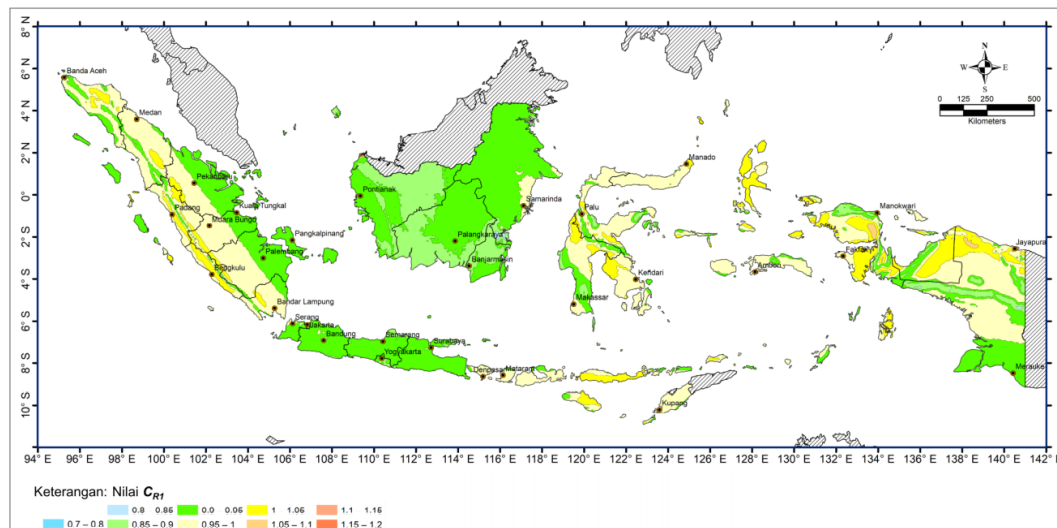 8° N
6° N
4° N
2° N
0°
2° S
4° S
6° S
8° S
10° S
N
W E
S
0 125 250 500
Kilometers
Banda Aceh
Medan
Pekanbaru
Kuala Tungkal
Padang
Muara Bungo
Pangkalpinang
Palembang
Bengkulu
Bandar Lampung
Serang
Jakarta
Bandung
Semarang
Yogyakarta
Surabaya
Denpasar
Mataram
Kupang
Pontianak
Palangkaraya
Banjarmasin
Samarinda
Palu
Manado
Makassar
Kendari
Ambon
Manokwari
Fakfak
Jayapura
Merauke
94° E 96° E 98° E 100° E 102° E 104° E 106° E 108° E 110° E 112° E 114° E 116° E 118° E 120° E 122° E 124° E 126° E 128° E 130° E 132° E 134° E 136° E 138° E 140° E 142° E
Keterangan: Nilai CR1
0.8 0.85 0.0 0.05 1 1.05 1.1 1.15
0.7 – 0.8 0.85 – 0.9 0.95 – 1 1.05 – 1.1 1.15 – 1.2